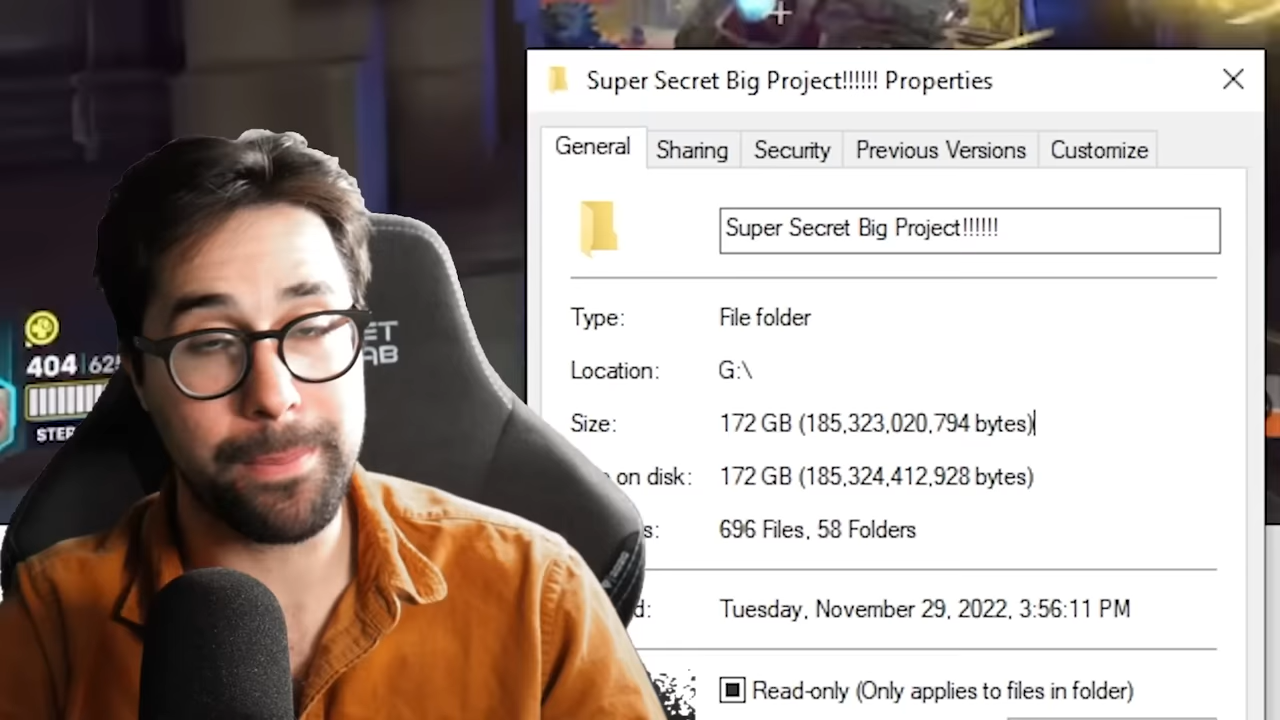 Super Secret Big Project!!!!!! Properties
General Sharing Security Previous Versions Customize
Super Secret Big Project!!!!!!
Type: File folder
Location: G:\
Size: 172 GB (185,323,020,794 bytes)
on disk: 172 GB (185,324,412,928 bytes)
s: 696 Files, 58 Folders
d: Tuesday, November 29, 2022, 3:56:11 PM
Read-only (Only applies to files in folder)
404
ET
AB
STEP